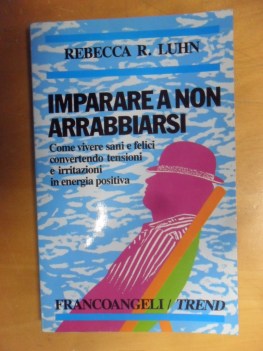 REBECCA R. LUHN
IMPARARE A NON
ARRABBIARSI
Come vivere sani e felici
convertendo tensioni
e irritazioni
in energia positiva
FRANCOANGELI / TREND